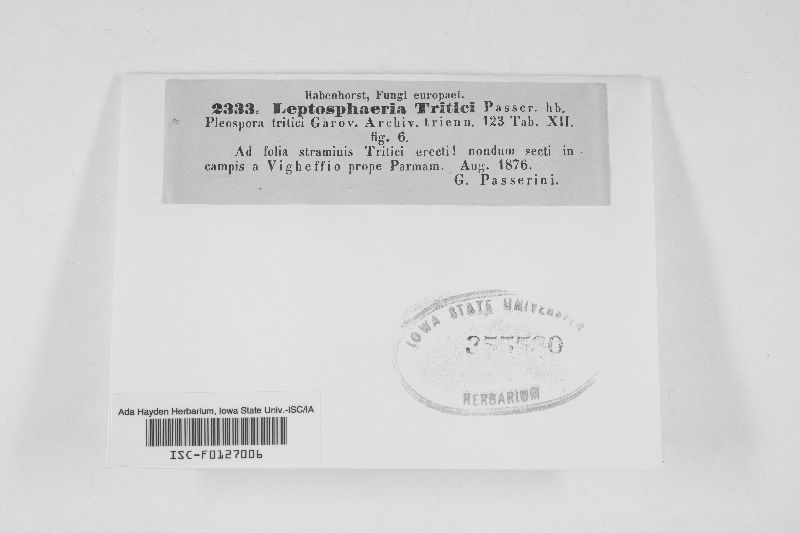 Rabenhorst, Fungi europaei.
2333. Leptosphaeria Tritici Passer. hb.
Pleospora tritici Garov. Archiv. trienn. 123 Tab. XII.
fig. 6.
Ad folia straminis Tritici erecti! nondum secti in
campis a Vigheffio prope Parmam. Aug. 1876.
G. Passerini.
IOWA STATE UNIVERSITY
HERBARIUM
Ada Hayden Herbarium, Iowa State Univ.-ISC/IA
ISC-F0127006